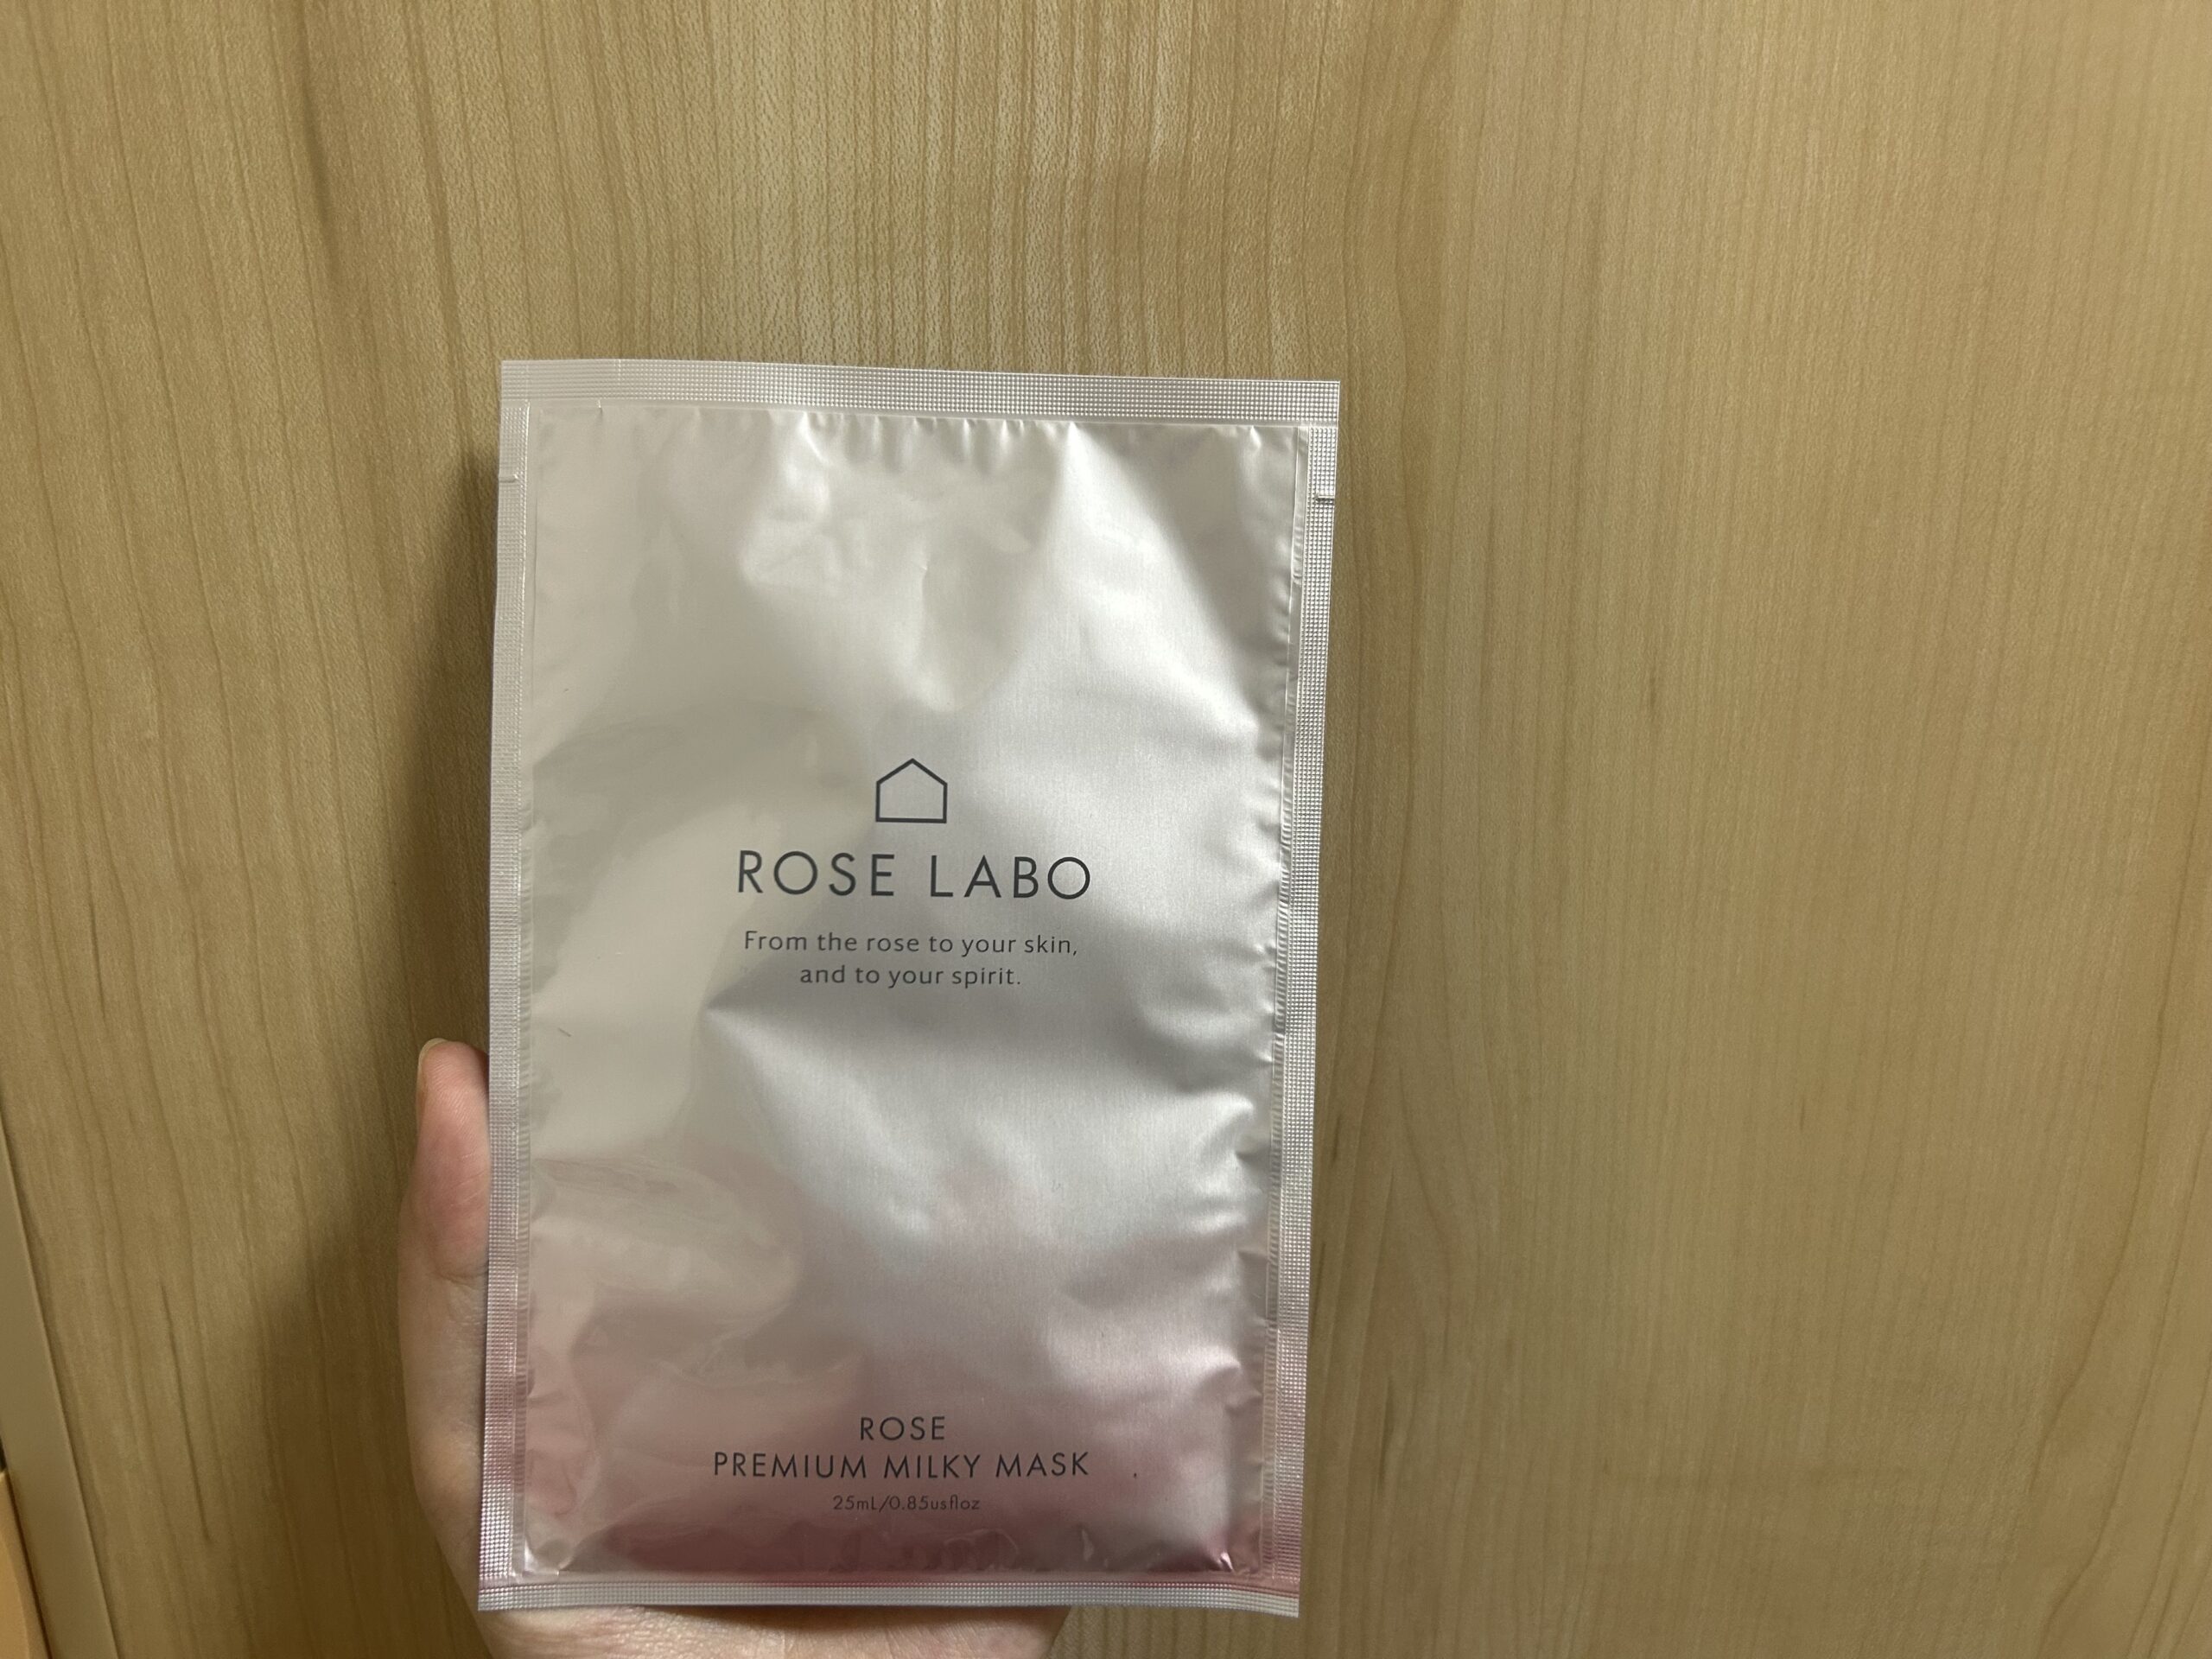 ROSE LABO
From the rose to your skin,
and to your spirit.
ROSE
PREMIUM MILKY MASK
25mL/0.85usfloz